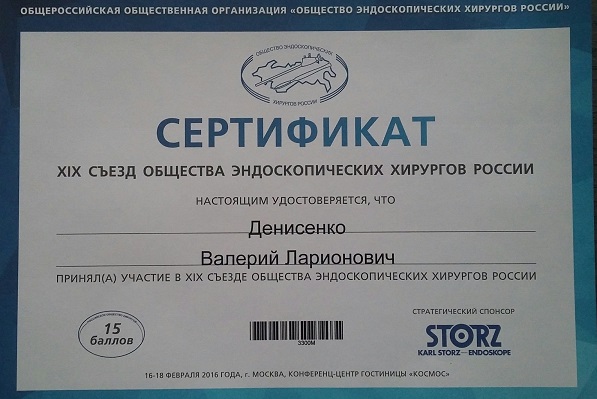 ОБЩЕРОССИЙСКАЯ ОБЩЕСТВЕННАЯ ОРГАНИЗАЦИЯ «ОБЩЕСТВО ЭНДОСКОПИЧЕСКИХ ХИРУРГОВ РОССИИ»
ОБЩЕСТВО ЭНДОСКОПИЧЕСКИХ
ХИРУРГОВ РОССИИ
СЕРТИФИКАТ
XIX СЪЕЗД ОБЩЕСТВА ЭНДОСКОПИЧЕСКИХ ХИРУРГОВ РОССИИ
НАСТОЯЩИМ УДОСТОВЕРЯЕТСЯ, ЧТО
Денисенко
Валерий Ларионович
ПРИНЯЛ(А) УЧАСТИЕ В XIX СЪЕЗДЕ ОБЩЕСТВА ЭНДОСКОПИЧЕСКИХ ХИРУРГОВ РОССИИ
15
баллов
3300M
СТРАТЕГИЧЕСКИЙ СПОНСОР
STORZ
KARL STORZ—ENDOSKOPE
16-18 ФЕВРАЛЯ 2016 ГОДА, г. МОСКВА, КОНФЕРЕНЦ-ЦЕНТР ГОСТИНИЦЫ «КОСМОС»